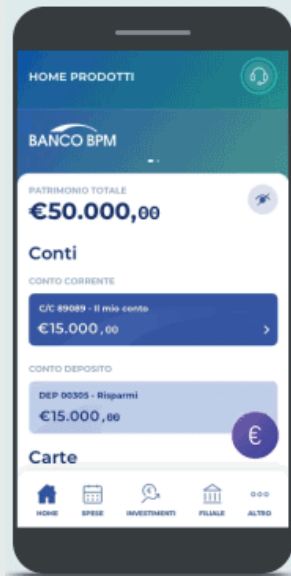 HOME PRODOTTI
BANCO BPM
PATRIMONIO TOTALE
€50.000,00
Conti
CONTO CORRENTE
C/C 89089 - Il mio conto
€15.000,00
CONTO DEPOSITO
DEP 00305 - Risparmi
€15.000,00
€
Carte
HOME SPESE INVESTIMENTI FILIALE ALTRO